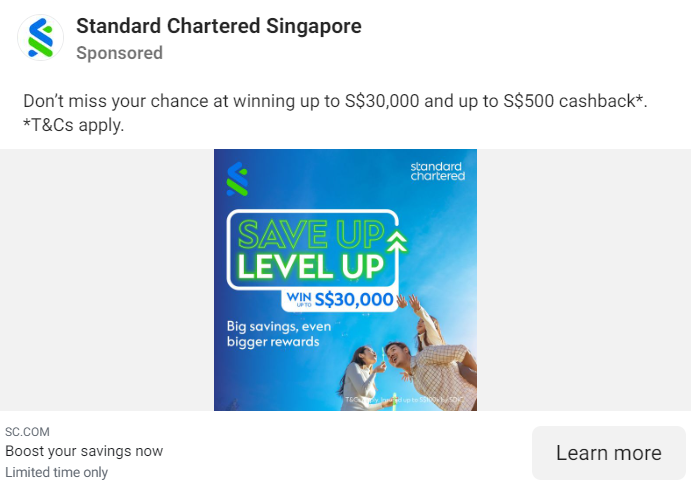 Standard Chartered Singapore
Sponsored
Don’t miss your chance at winning up to S$30,000 and up to S$500 cashback*.
*T&Cs apply.
standard
chartered
SAVE UP
LEVEL UP
WIN UP TO S$30,000
Big savings, even
bigger rewards
SC.COM
Boost your savings now
Limited time only
Learn more